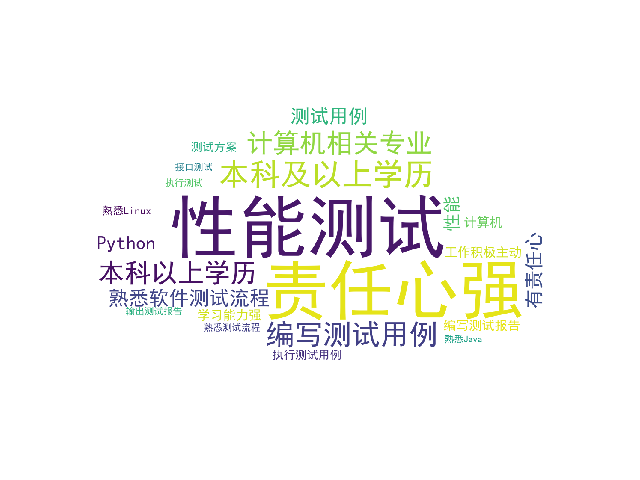 测试用例
计算机相关专业
测试方案
接口测试
本科及以上学历
执行测试
性能
熟悉Linux
性能测试
计算机
Python
工作积极主动
有责任心
本科以上学历
责任心强
熟悉软件测试流程
输出测试报告
学习能力强
编写测试报告
熟悉测试流程
编写测试用例
熟悉Java
执行测试用例